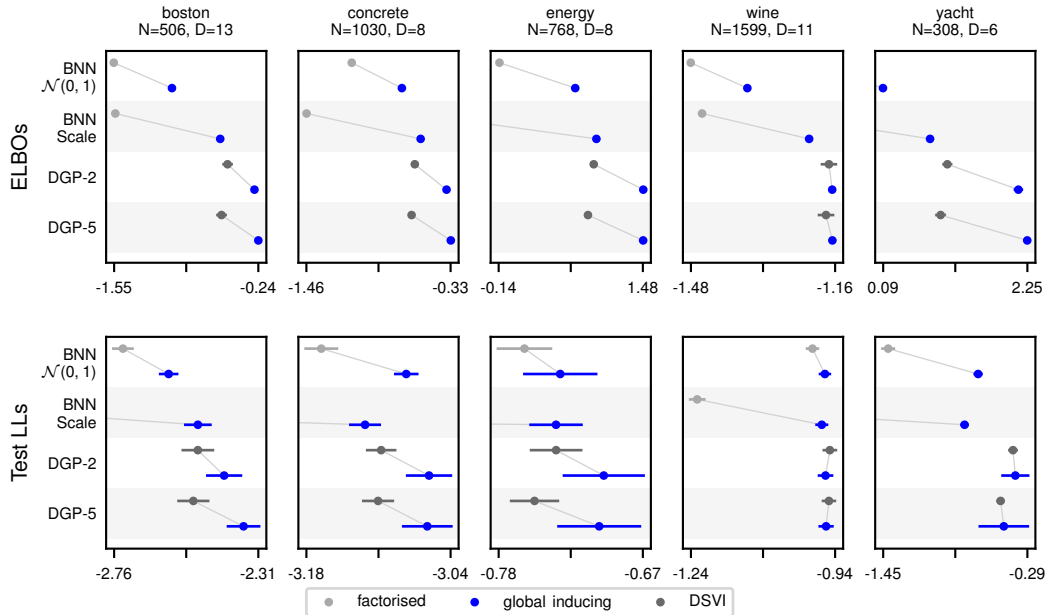 boston
N=506, D=13
concrete
N=1030, D=8
energy
N=768, D=8
wine
N=1599, D=11
yacht
N=308, D=6
ELBOs
BNN
𝒩(0, 1)
BNN
Scale
DGP-2
DGP-5
-1.55 -0.24
-1.46 -0.33
-0.14 1.48
-1.48 -1.16
0.09 2.25
Test LLs
BNN
𝒩(0, 1)
BNN
Scale
DGP-2
DGP-5
-2.76 -2.31
-3.18 -3.04
-0.78 -0.67
-1.24 -0.94
-1.45 -0.29
factorised global inducing DSVI